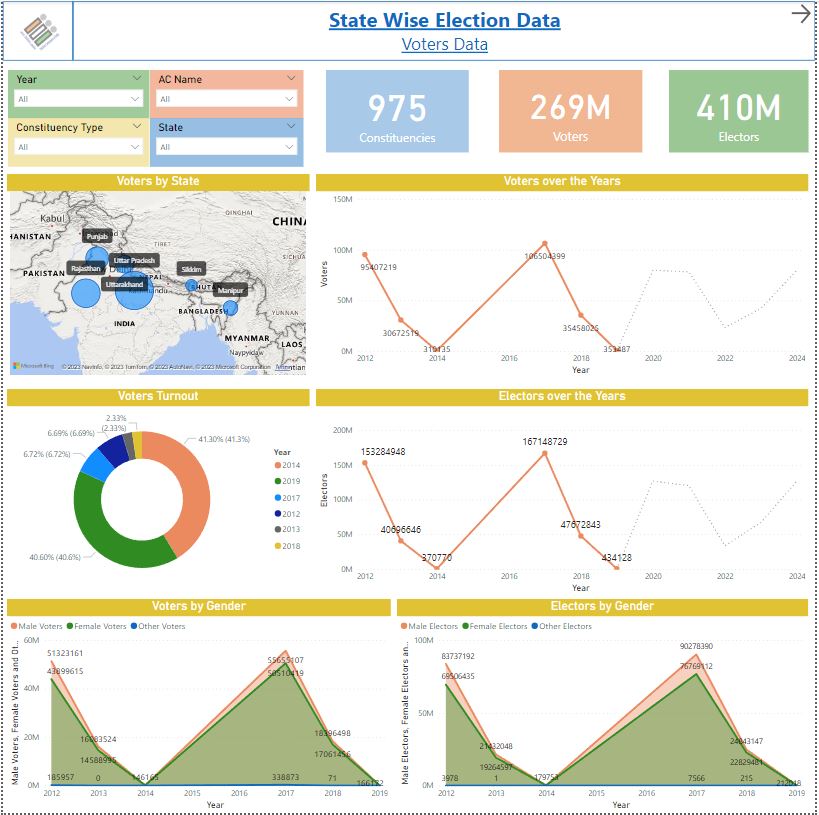 State Wise Election Data
Voters Data
Year
All
AC Name
All
Constituency Type
All
State
All
975
Constituencies
269M
Voters
410M
Electors
Voters by State
Kabul
QINGHAI
CHIN
HANISTAN
Punjab
TIBET
SICHUA
Uttar Pradesh
Rajasthan
Sikkim
PAKISTAN
NEPAL
Uttarakhand
BHUTAN
Manipur
BANGLADESH
YUNNAN
INDIA
MYANMAR
LAOS
Naypyidaw
Microsoft Bing
© 2023 NavInfo, © 2023 TomTom, © 2023 AutoNavi, © 2023 Microsoft Corporation
Voters over the Years
150M
100M
50M
0M
Voters
95407219
30672519
319135
106504399
35458025
353487
2012
2014
2016
2018
2020
2022
2024
Year
Voters Turnout
2.33%
(2.33%)
6.69% (6.69%)
6.72% (6.72%)
41.30% (41.3%)
40.60% (40.6%)
Year
2014
2019
2017
2012
2013
2018
Electors over the Years
200M
150M
100M
50M
0M
Electors
153284948
40696646
370770
167148729
47672843
434128
2012
2014
2016
2018
2020
2022
2024
Year
Voters by Gender
Male Voters Female Voters Other Voters
Male Voters, Female Voters and Ot...
60M
40M
20M
0M
51323161
43899615
16083524
14588995
185957
0
146165
55655107
50510419
338873
18396498
17061456
71
166132
2012
2013
2014
2015
2016
2017
2018
2019
Year
Electors by Gender
Male Electors Female Electors Other Electors
Male Electors, Female Electors an...
100M
50M
0M
83737192
69506435
21432048
19264597
3978
1
179753
90278390
76769112
7566
24843147
22829481
215
212018
2012
2013
2014
2015
2016
2017
2018
2019
Year